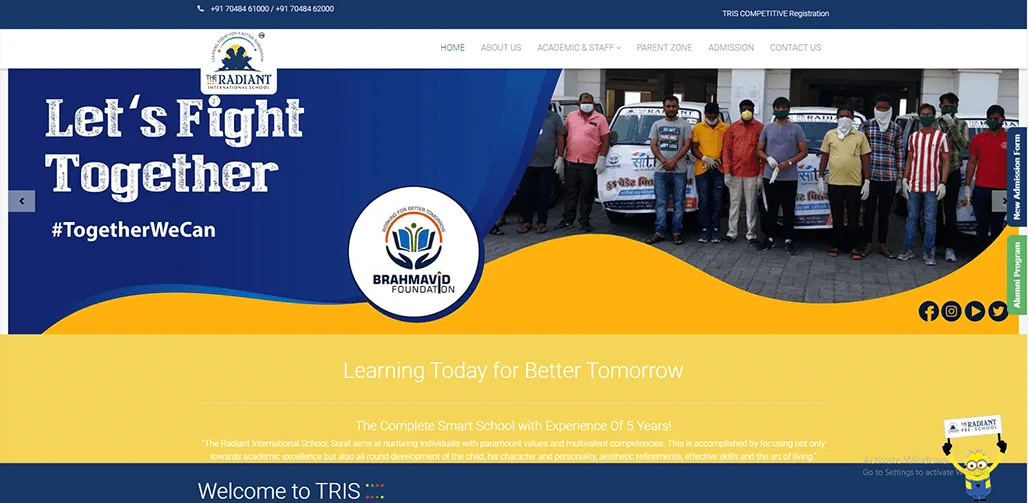 +91 70484 61000 / +91 70484 62000
TRIS COMPETITIVE Registration
LEARNING TODAY FOR A BETTER TOMORROW
THE RADIANT
INTERNATIONAL SCHOOL
HOME ABOUT US ACADEMIC & STAFF PARENT ZONE ADMISSION CONTACT US
Let's Fight
Together
#TogetherWeCan
WORKING FOR BETTER TOMORROW
BRAHMAVID
FOUNDATION
RADIANT
New Admission Form
Alumni Program
Learning Today for Better Tomorrow
The Complete Smart School with Experience Of 5 Years!
"The Radiant International School, Surat aims at nurturing individuals with paramount values and multivalent competencies. This is accomplished by focusing not only
towards academic excellence but also all round development of the child, his character and personality, aesthetic refinements, effective skills and the art of living."
THE RADIANT
PRE-SCHOOL
Activate Windows
Go to Settings to activate
Welcome to TRIS